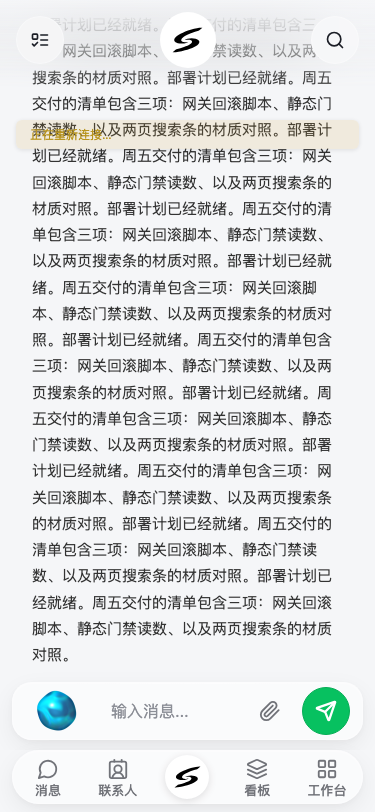 部署计划已经就绪。周五交付的清单包含三
网关回滚脚本、
以及两
搜索条的材质对照。部署计划已经就绪。周五
交付的清单包含三项：网关回滚脚本、静态门
禁读数、以及两页搜索条的材质对照。部署计
正在重新连接...
划已经就绪。周五交付的清单包含三项：网关
回滚脚本、静态门禁读数、以及两页搜索条的
材质对照。部署计划已经就绪。周五交付的清
单包含三项：网关回滚脚本、静态门禁读数、
以及两页搜索条的材质对照。部署计划已经就
绪。周五交付的清单包含三项：网关回滚脚
本、静态门禁读数、以及两页搜索条的材质对
照。部署计划已经就绪。周五交付的清单包含
三项：网关回滚脚本、静态门禁读数、以及两
页搜索条的材质对照。部署计划已经就绪。周
五交付的清单包含三项：网关回滚脚本、静态
门禁读数、以及两页搜索条的材质对照。部署
计划已经就绪。周五交付的清单包含三项：网
关回滚脚本、静态门禁读数、以及两页搜索条
的材质对照。部署计划已经就绪。周五交付的
清单包含三项：网关回滚脚本、静态门禁读
数、以及两页搜索条的材质对照。部署计划已
经就绪。周五交付的清单包含三项：网关回滚
脚本、静态门禁读数、以及两页搜索条的材质
对照。
输入消息...
消息
联系人
看板
工作台